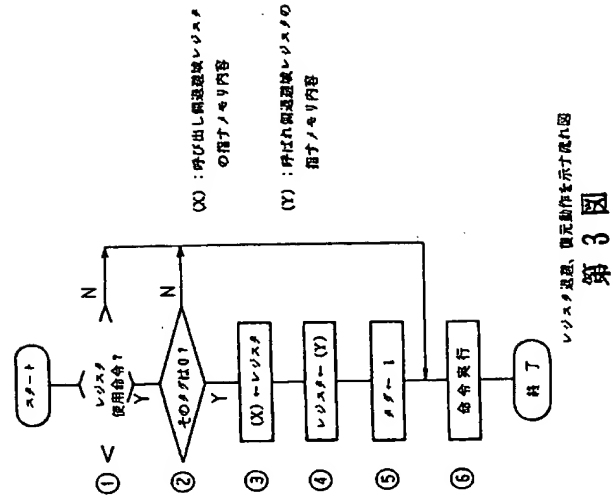 スタート
①
レジスタ
使用命令?
N
Y
②
そのタグは0?
N
Y
③
(X)←レジスタ
④
レジスタ←(Y)
⑤
タグ←1
⑥
命令実行
終了
(X):呼び出し側退避域レジスタ
の指すメモリ内容
(Y):呼ばれ側退避域レジスタの
指すメモリ内容
レジスタ退避、復元動作を示す流れ図
第3図